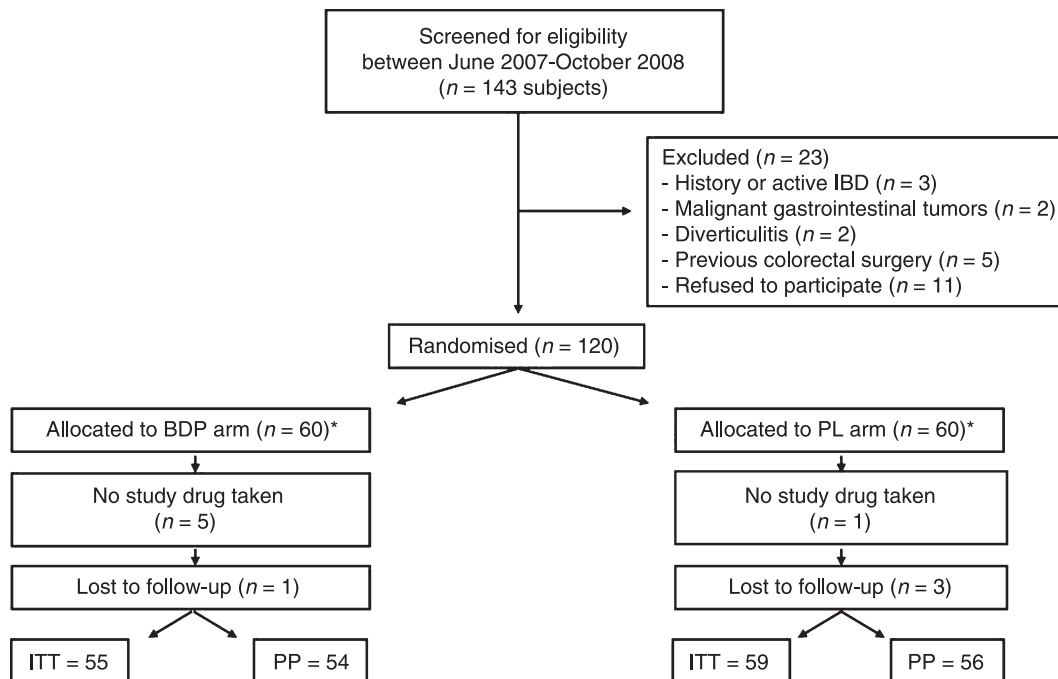 Screened for eligibility
between June 2007-October 2008
(n = 143 subjects)
Excluded (n = 23)
- History or active IBD (n = 3)
- Malignant gastrointestinal tumors (n = 2)
- Diverticulitis (n = 2)
- Previous colorectal surgery (n = 5)
- Refused to participate (n = 11)
Randomised (n = 120)
Allocated to BDP arm (n = 60)*
No study drug taken
(n = 5)
Lost to follow-up (n = 1)
ITT = 55
PP = 54
Allocated to PL arm (n = 60)*
No study drug taken
(n = 1)
Lost to follow-up (n = 3)
ITT = 59
PP = 56